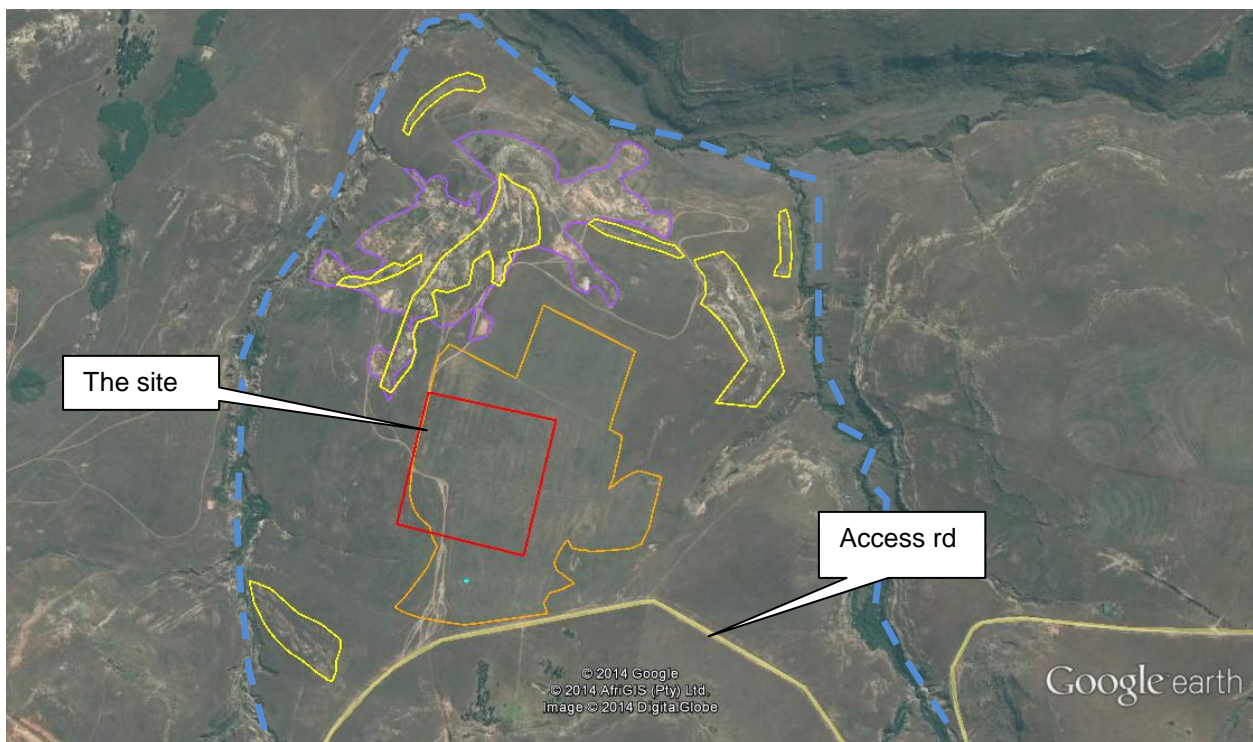 The site
Access rd
© 2014 Google
© 2014 AfriGIS (Pty) Ltd.
Image © 2014 DigitalGlobe
Google earth